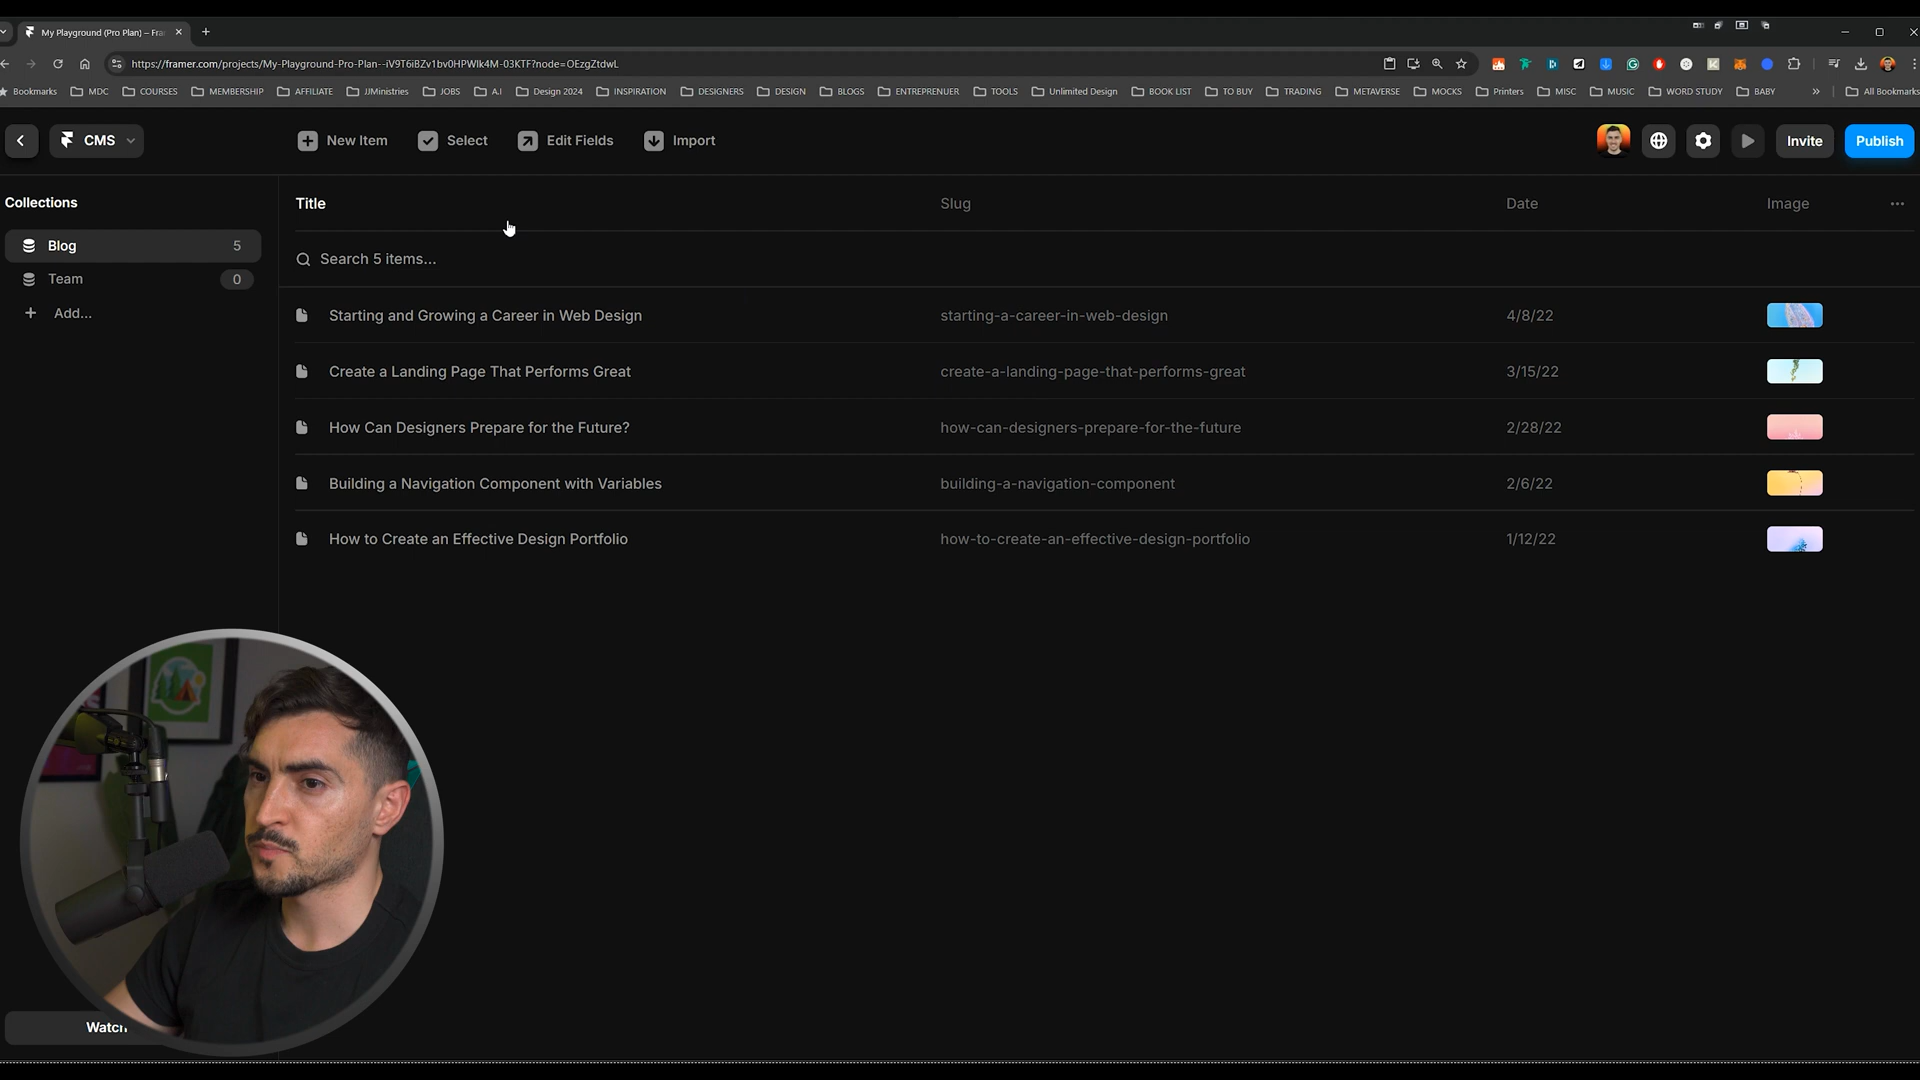 My Playground (Pro Plan) – Fra
https://framer.com/projects/My-Playground-Pro-Plan--iV9T6iBZv1bv0HPWlk4M-03KTF?node=OEzgZtdwL
Bookmarks MDC COURSES MEMBERSHIP AFFILIATE JJMinistries JOBS A.I Design 2024 INSPIRATION DESIGNERS DESIGN BLOGS ENTREPRENUER TOOLS Unlimited Design BOOK LIST TO BUY TRADING METAVERSE MOCKS Printers MISC MUSIC WORD STUDY BABY » All Bookmarks
CMS New Item Select Edit Fields Import Invite Publish
Collections
Blog 5
Team 0
Add...
Title Slug Date Image
Search 5 items...
Starting and Growing a Career in Web Design starting-a-career-in-web-design 4/8/22
Create a Landing Page That Performs Great create-a-landing-page-that-performs-great 3/15/22
How Can Designers Prepare for the Future? how-can-designers-prepare-for-the-future 2/28/22
Building a Navigation Component with Variables building-a-navigation-component 2/6/22
How to Create an Effective Design Portfolio how-to-create-an-effective-design-portfolio 1/12/22
Watch